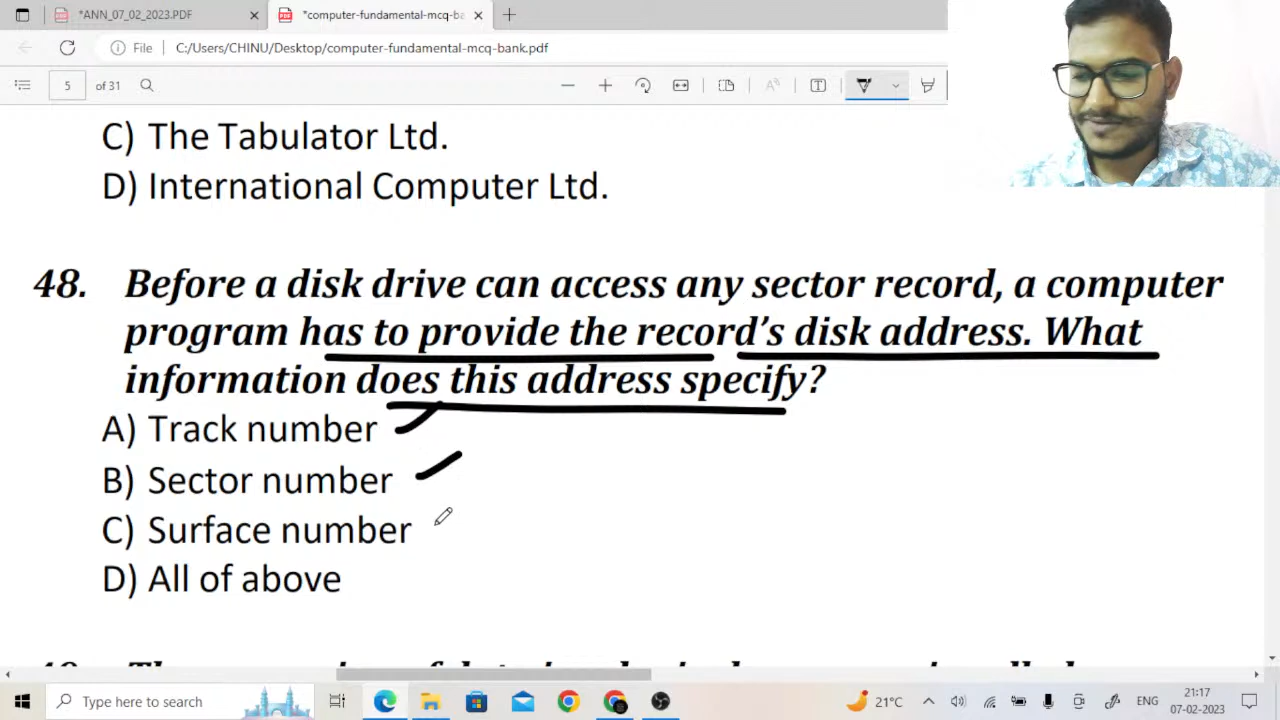 *ANN_07_02_2023.PDF
*computer-fundamental-mcq-ba
File C:/Users/CHINU/Desktop/computer-fundamental-mcq-bank.pdf
5 of 31
C) The Tabulator Ltd.
D) International Computer Ltd.
48. Before a disk drive can access any sector record, a computer
program has to provide the record's disk address. What
information does this address specify?
A) Track number
B) Sector number
C) Surface number
D) All of above
Type here to search
21°C
ENG
21:17
07-02-2023